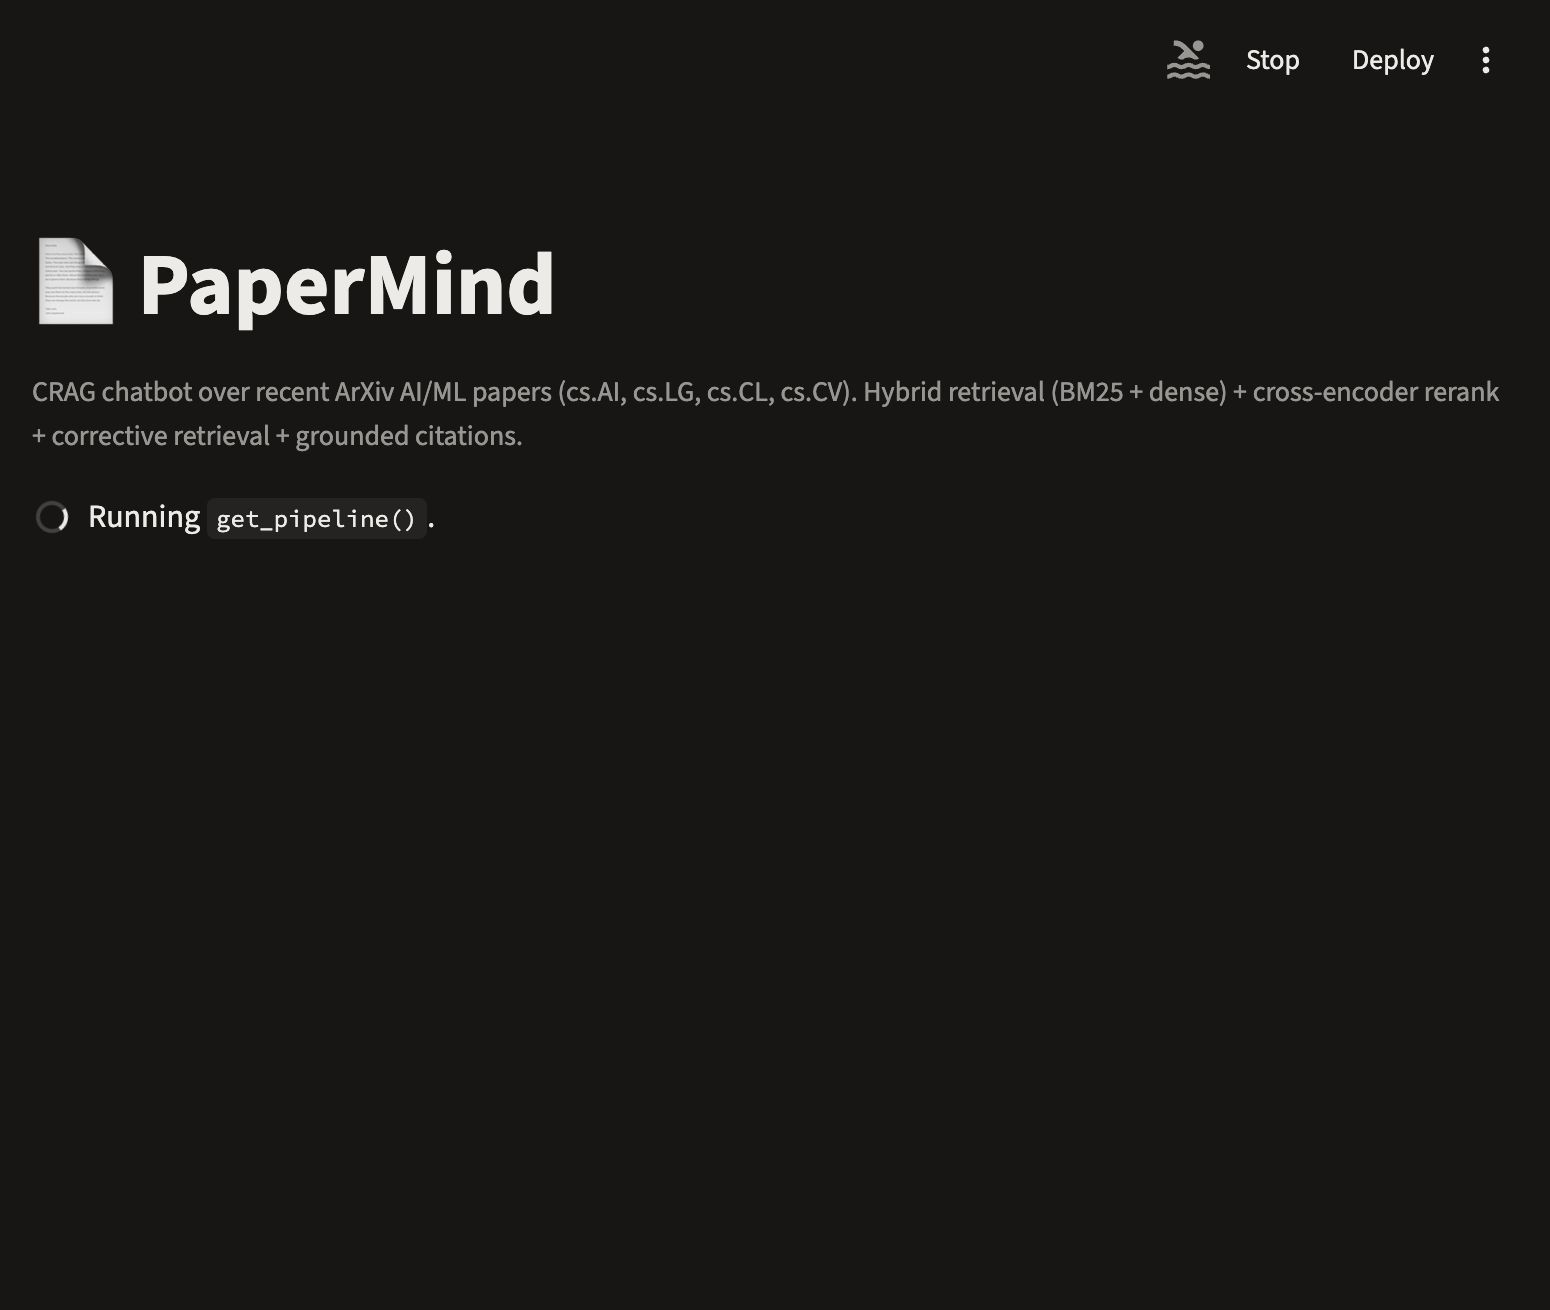 Stop Deploy
PaperMind
CRAG chatbot over recent ArXiv AI/ML papers (cs.AI, cs.LG, cs.CL, cs.CV). Hybrid retrieval (BM25 + dense) + cross-encoder rerank
+ corrective retrieval + grounded citations.
Running get_pipeline().